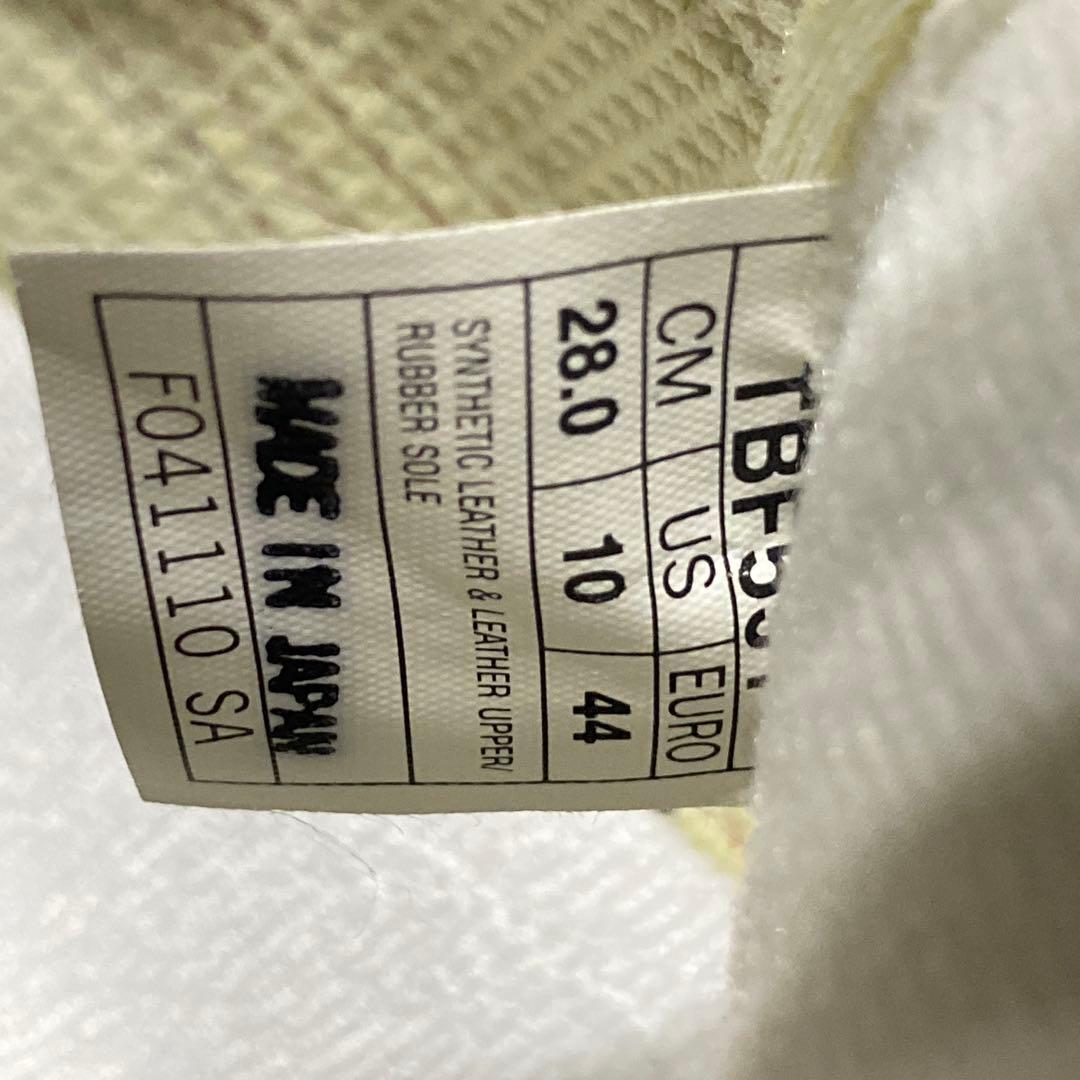 CM US EURO
28.0 10 44
SYNTHETIC LEATHER & LEATHER UPPER/
RUBBER SOLE
MADE IN JAPAN
F041110 SA